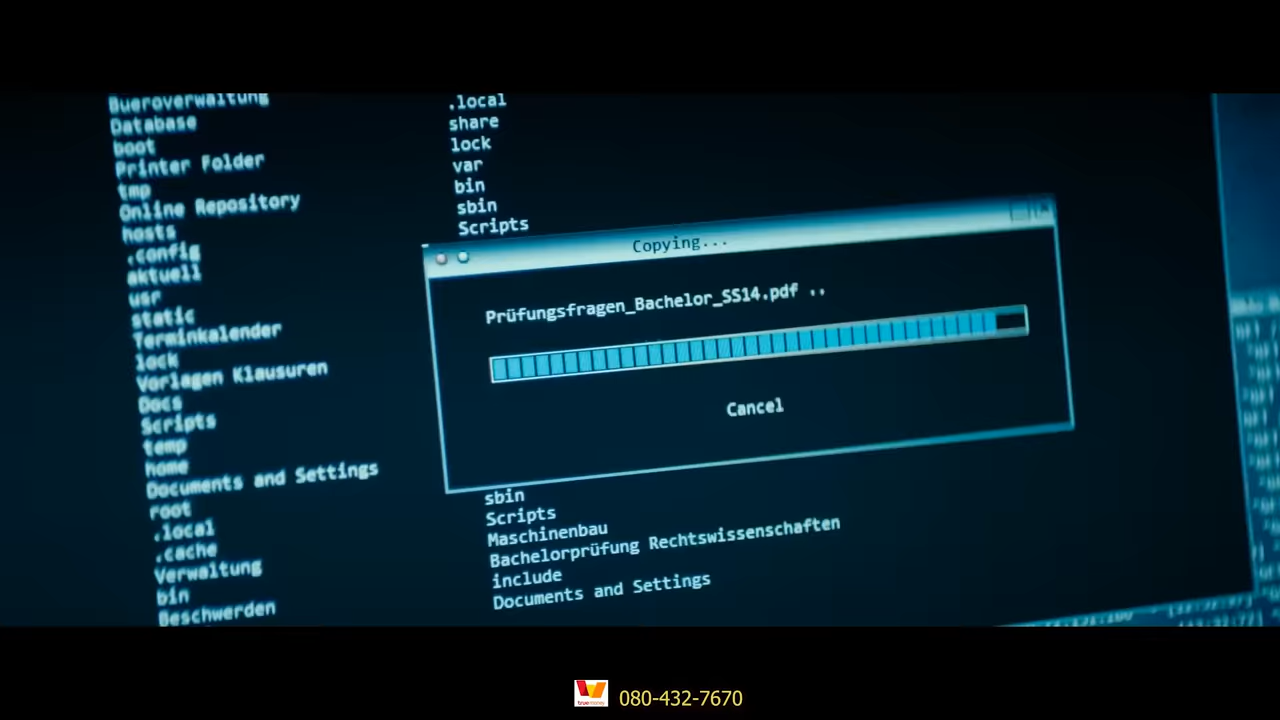 Bueroverwaltung
Database
boot
Printer Folder
tmp
Online Repository
hosts
.config
aktuell
usr
static
Terminkalender
lock
Vorlagen Klausuren
Docs
Scripts
temp
home
Documents and Settings
root
.local
.cache
Verwaltung
bin
Beschwerden
.local
share
lock
var
bin
sbin
Scripts
Copying...
Prüfungsfragen_Bachelor_SS14.pdf ..
Cancel
sbin
Scripts
Maschinenbau
Bachelorprüfung Rechtswissenschaften
include
Documents and Settings
truemoney
080-432-7670